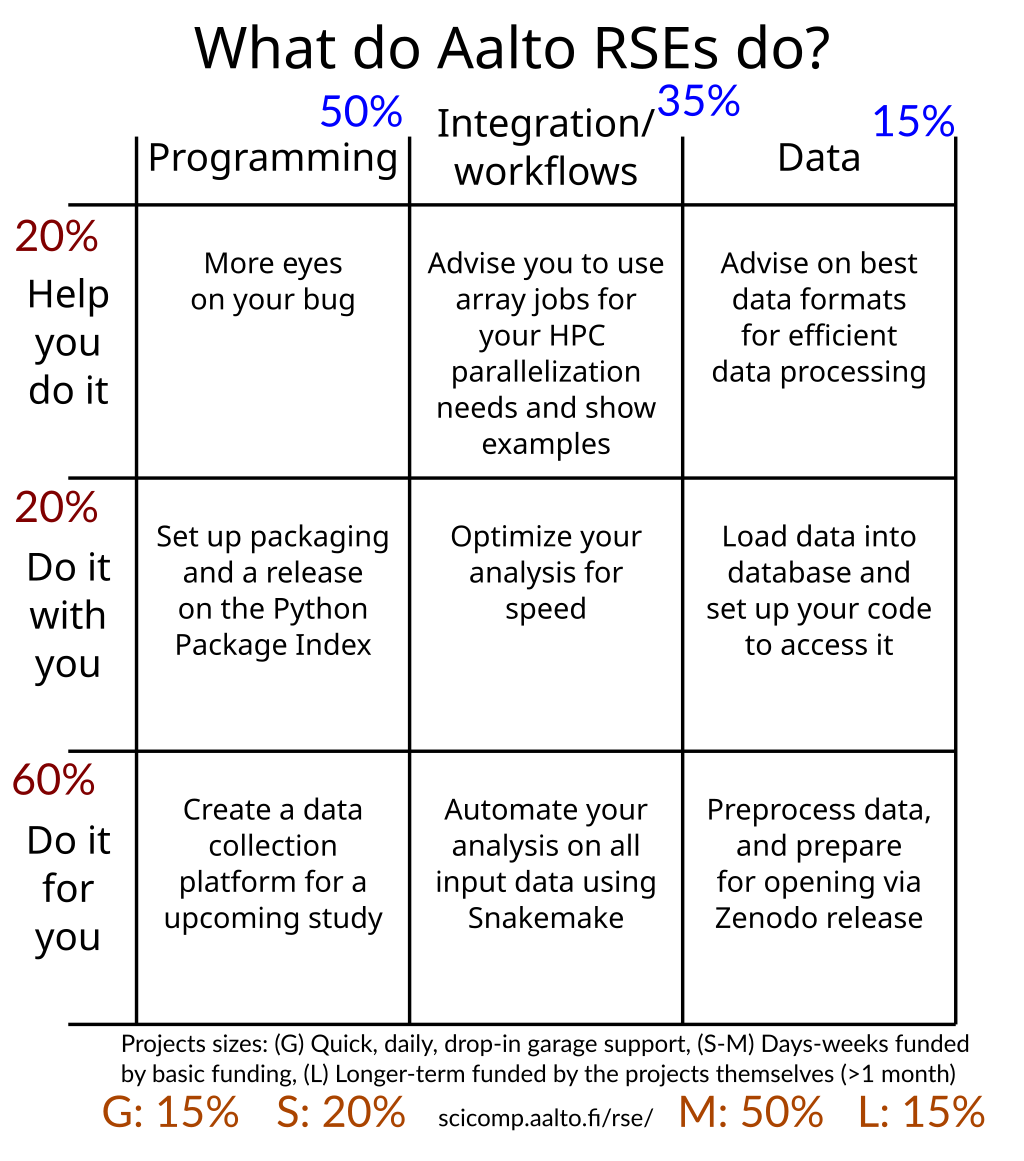 What do Aalto RSEs do?
50%
Programming
Integration/
workflows
35%
Data
15%
20%
Help
you
do it
More eyes
on your bug
Advise you to use
array jobs for
your HPC
parallelization
needs and show
examples
Advise on best
data formats
for efficient
data processing
20%
Do it
with
you
Set up packaging
and a release
on the Python
Package Index
Optimize your
analysis for
speed
Load data into
database and
set up your code
to access it
60%
Do it
for
you
Create a data
collection
platform for a
upcoming study
Automate your
analysis on all
input data using
Snakemake
Preprocess data,
and prepare
for opening via
Zenodo release
Projects sizes: (G) Quick, daily, drop-in garage support, (S-M) Days-weeks funded
by basic funding, (L) Longer-term funded by the projects themselves (>1 month)
G: 15% S: 20% scicomp.aalto.fi/rse/ M: 50% L: 15%